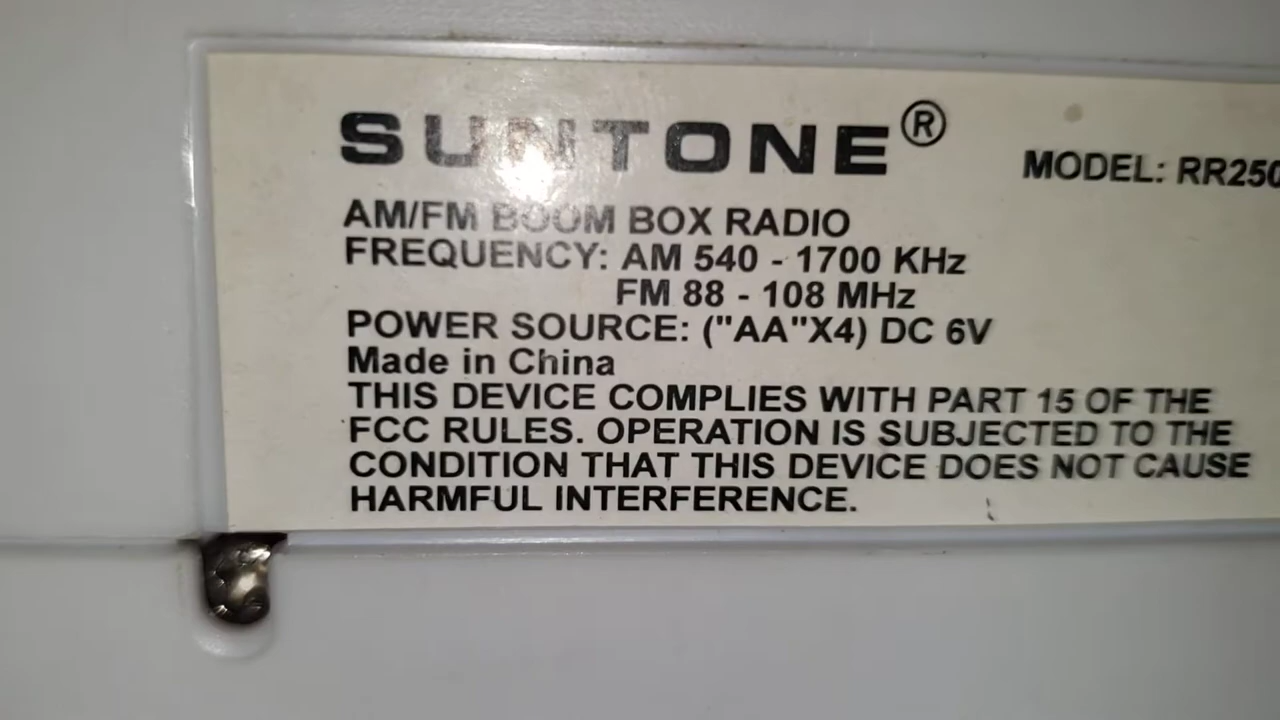 SUNTONE®
MODEL: RR250
AM/FM BOOM BOX RADIO
FREQUENCY: AM 540 - 1700 KHz
FM 88 - 108 MHz
POWER SOURCE: ("AA"X4) DC 6V
Made in China
THIS DEVICE COMPLIES WITH PART 15 OF THE
FCC RULES. OPERATION IS SUBJECTED TO THE
CONDITION THAT THIS DEVICE DOES NOT CAUSE
HARMFUL INTERFERENCE.